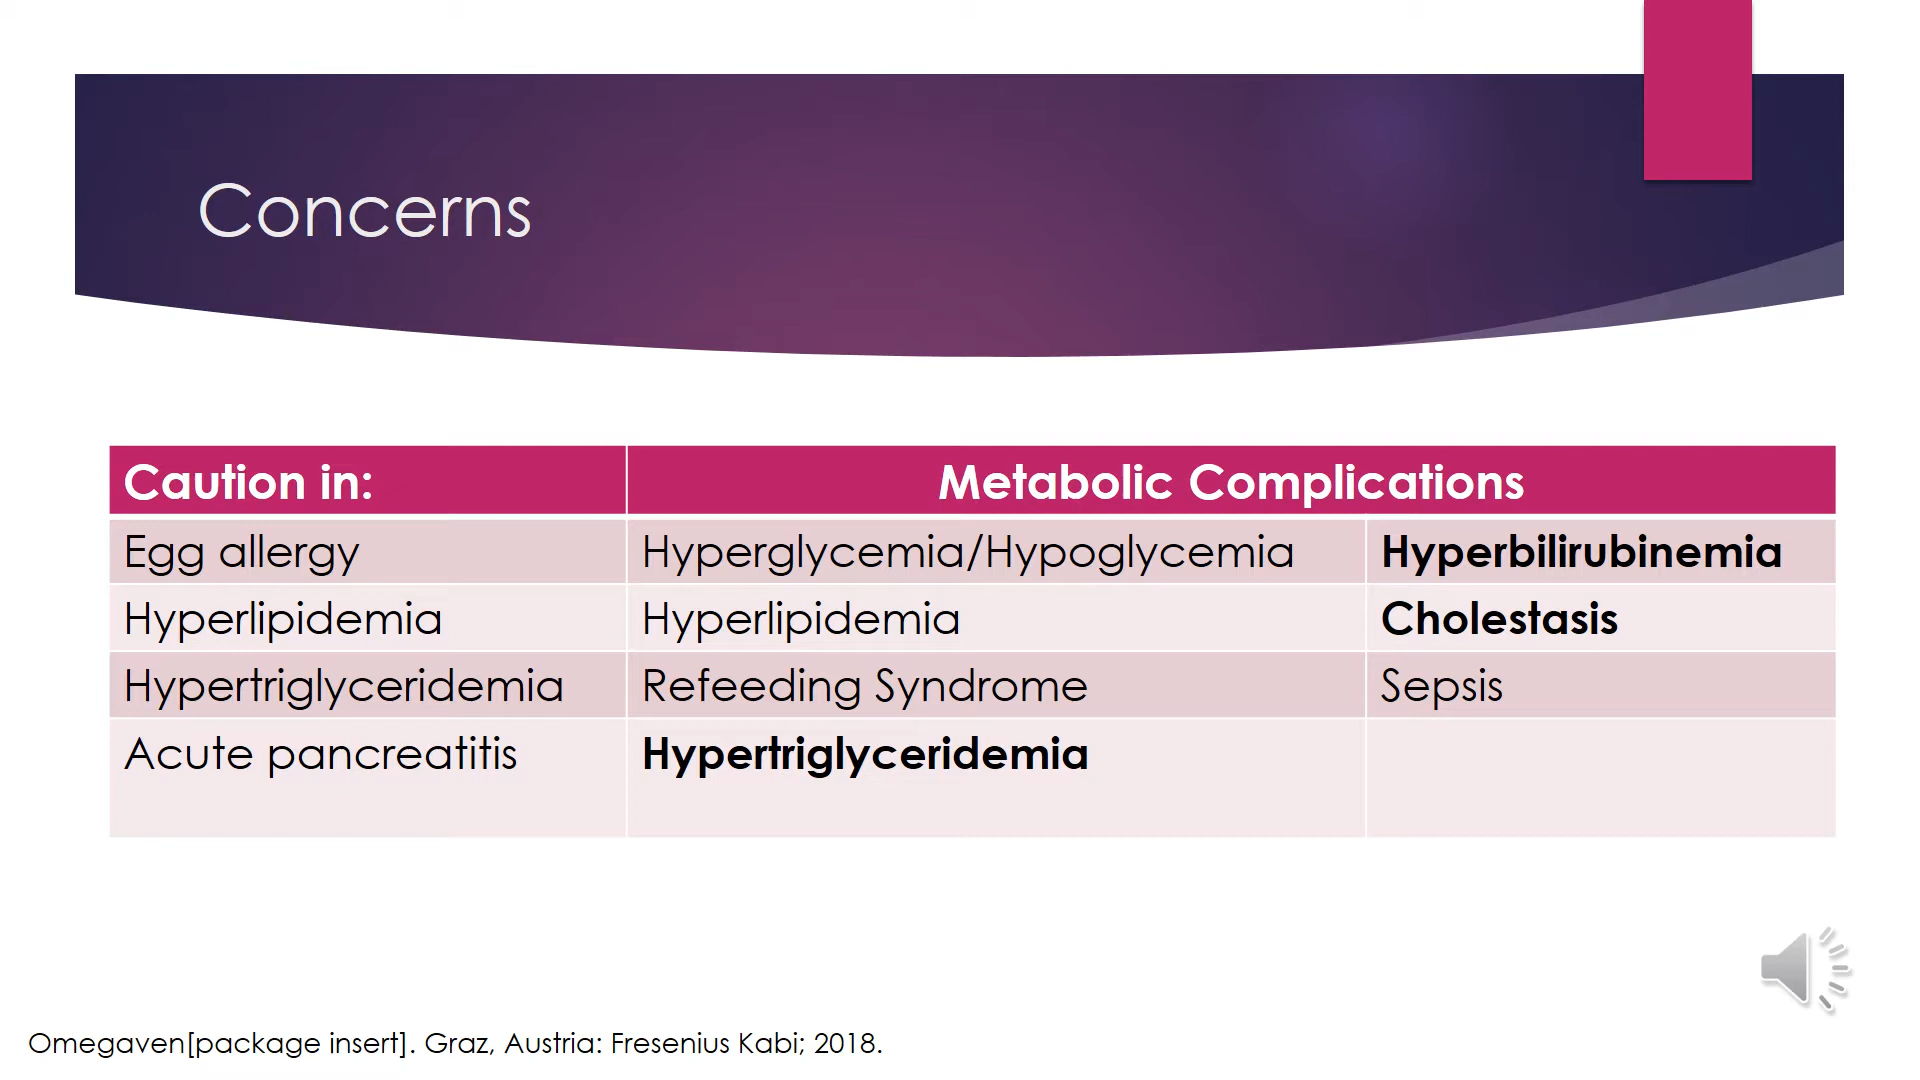 Concerns
Caution in:
Metabolic Complications
Egg allergy
Hyperglycemia/Hypoglycemia
Hyperbilirubinemia
Hyperlipidemia
Hyperlipidemia
Cholestasis
Hypertriglyceridemia
Refeeding Syndrome
Sepsis
Acute pancreatitis
Hypertriglyceridemia
Omegaven[package insert]. Graz, Austria: Fresenius Kabi; 2018.